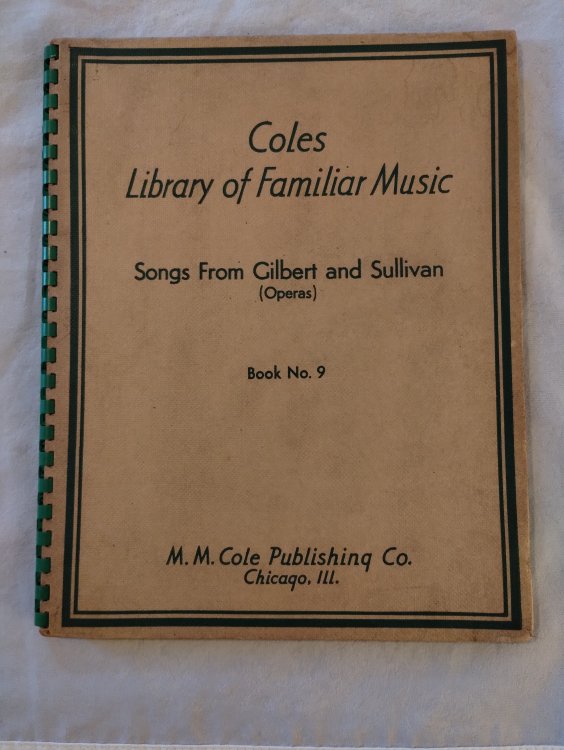 Coles
Library of Familiar Music
Songs From Gilbert and Sullivan
(Operas)
Book No. 9
M. M. Cole Publishing Co.
Chicago, Ill.